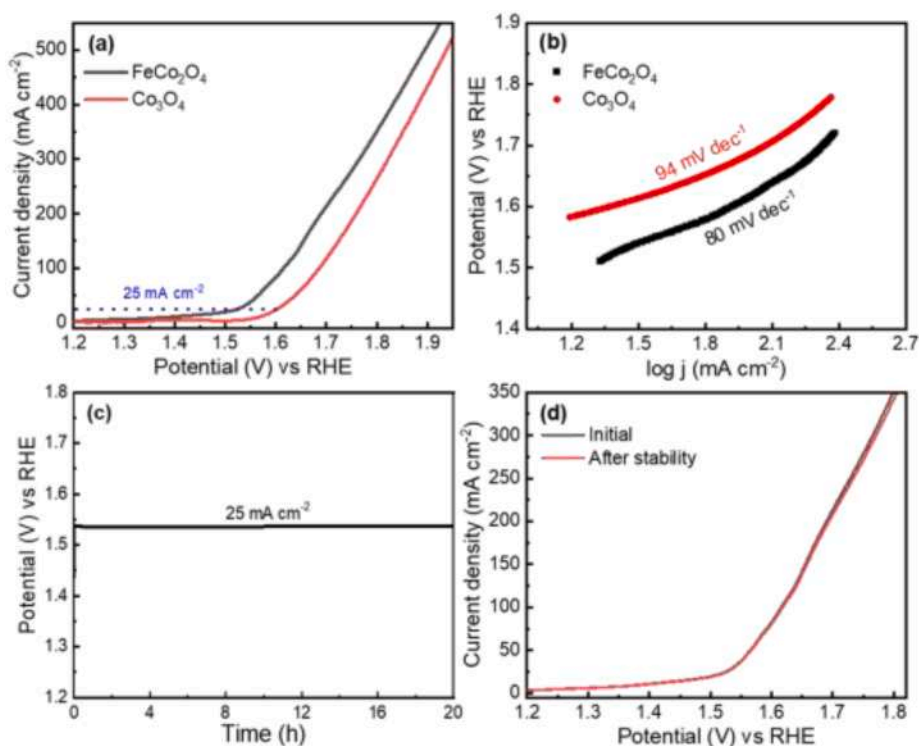 (a)
FeCo₂O₄
Co₃O₄
25 mA cm⁻²
500
400
300
200
100
0
Current density (mA cm⁻²)
1.2 1.3 1.4 1.5 1.6 1.7 1.8 1.9
Potential (V) vs RHE
(b)
FeCo₂O₄
Co₃O₄
94 mV dec⁻¹
80 mV dec⁻¹
1.9
1.8
1.7
1.6
1.5
1.4
Potential (V) vs RHE
1.2 1.5 1.8 2.1 2.4 2.7
log j (mA cm⁻²)
(c)
25 mA cm⁻²
1.8
1.7
1.6
1.5
1.4
1.3
1.2
Potential (V) vs RHE
0 4 8 12 16 20
Time (h)
(d)
Initial
After stability
350
300
250
200
150
100
50
0
Current density (mA cm⁻²)
1.2 1.3 1.4 1.5 1.6 1.7 1.8
Potential (V) vs RHE